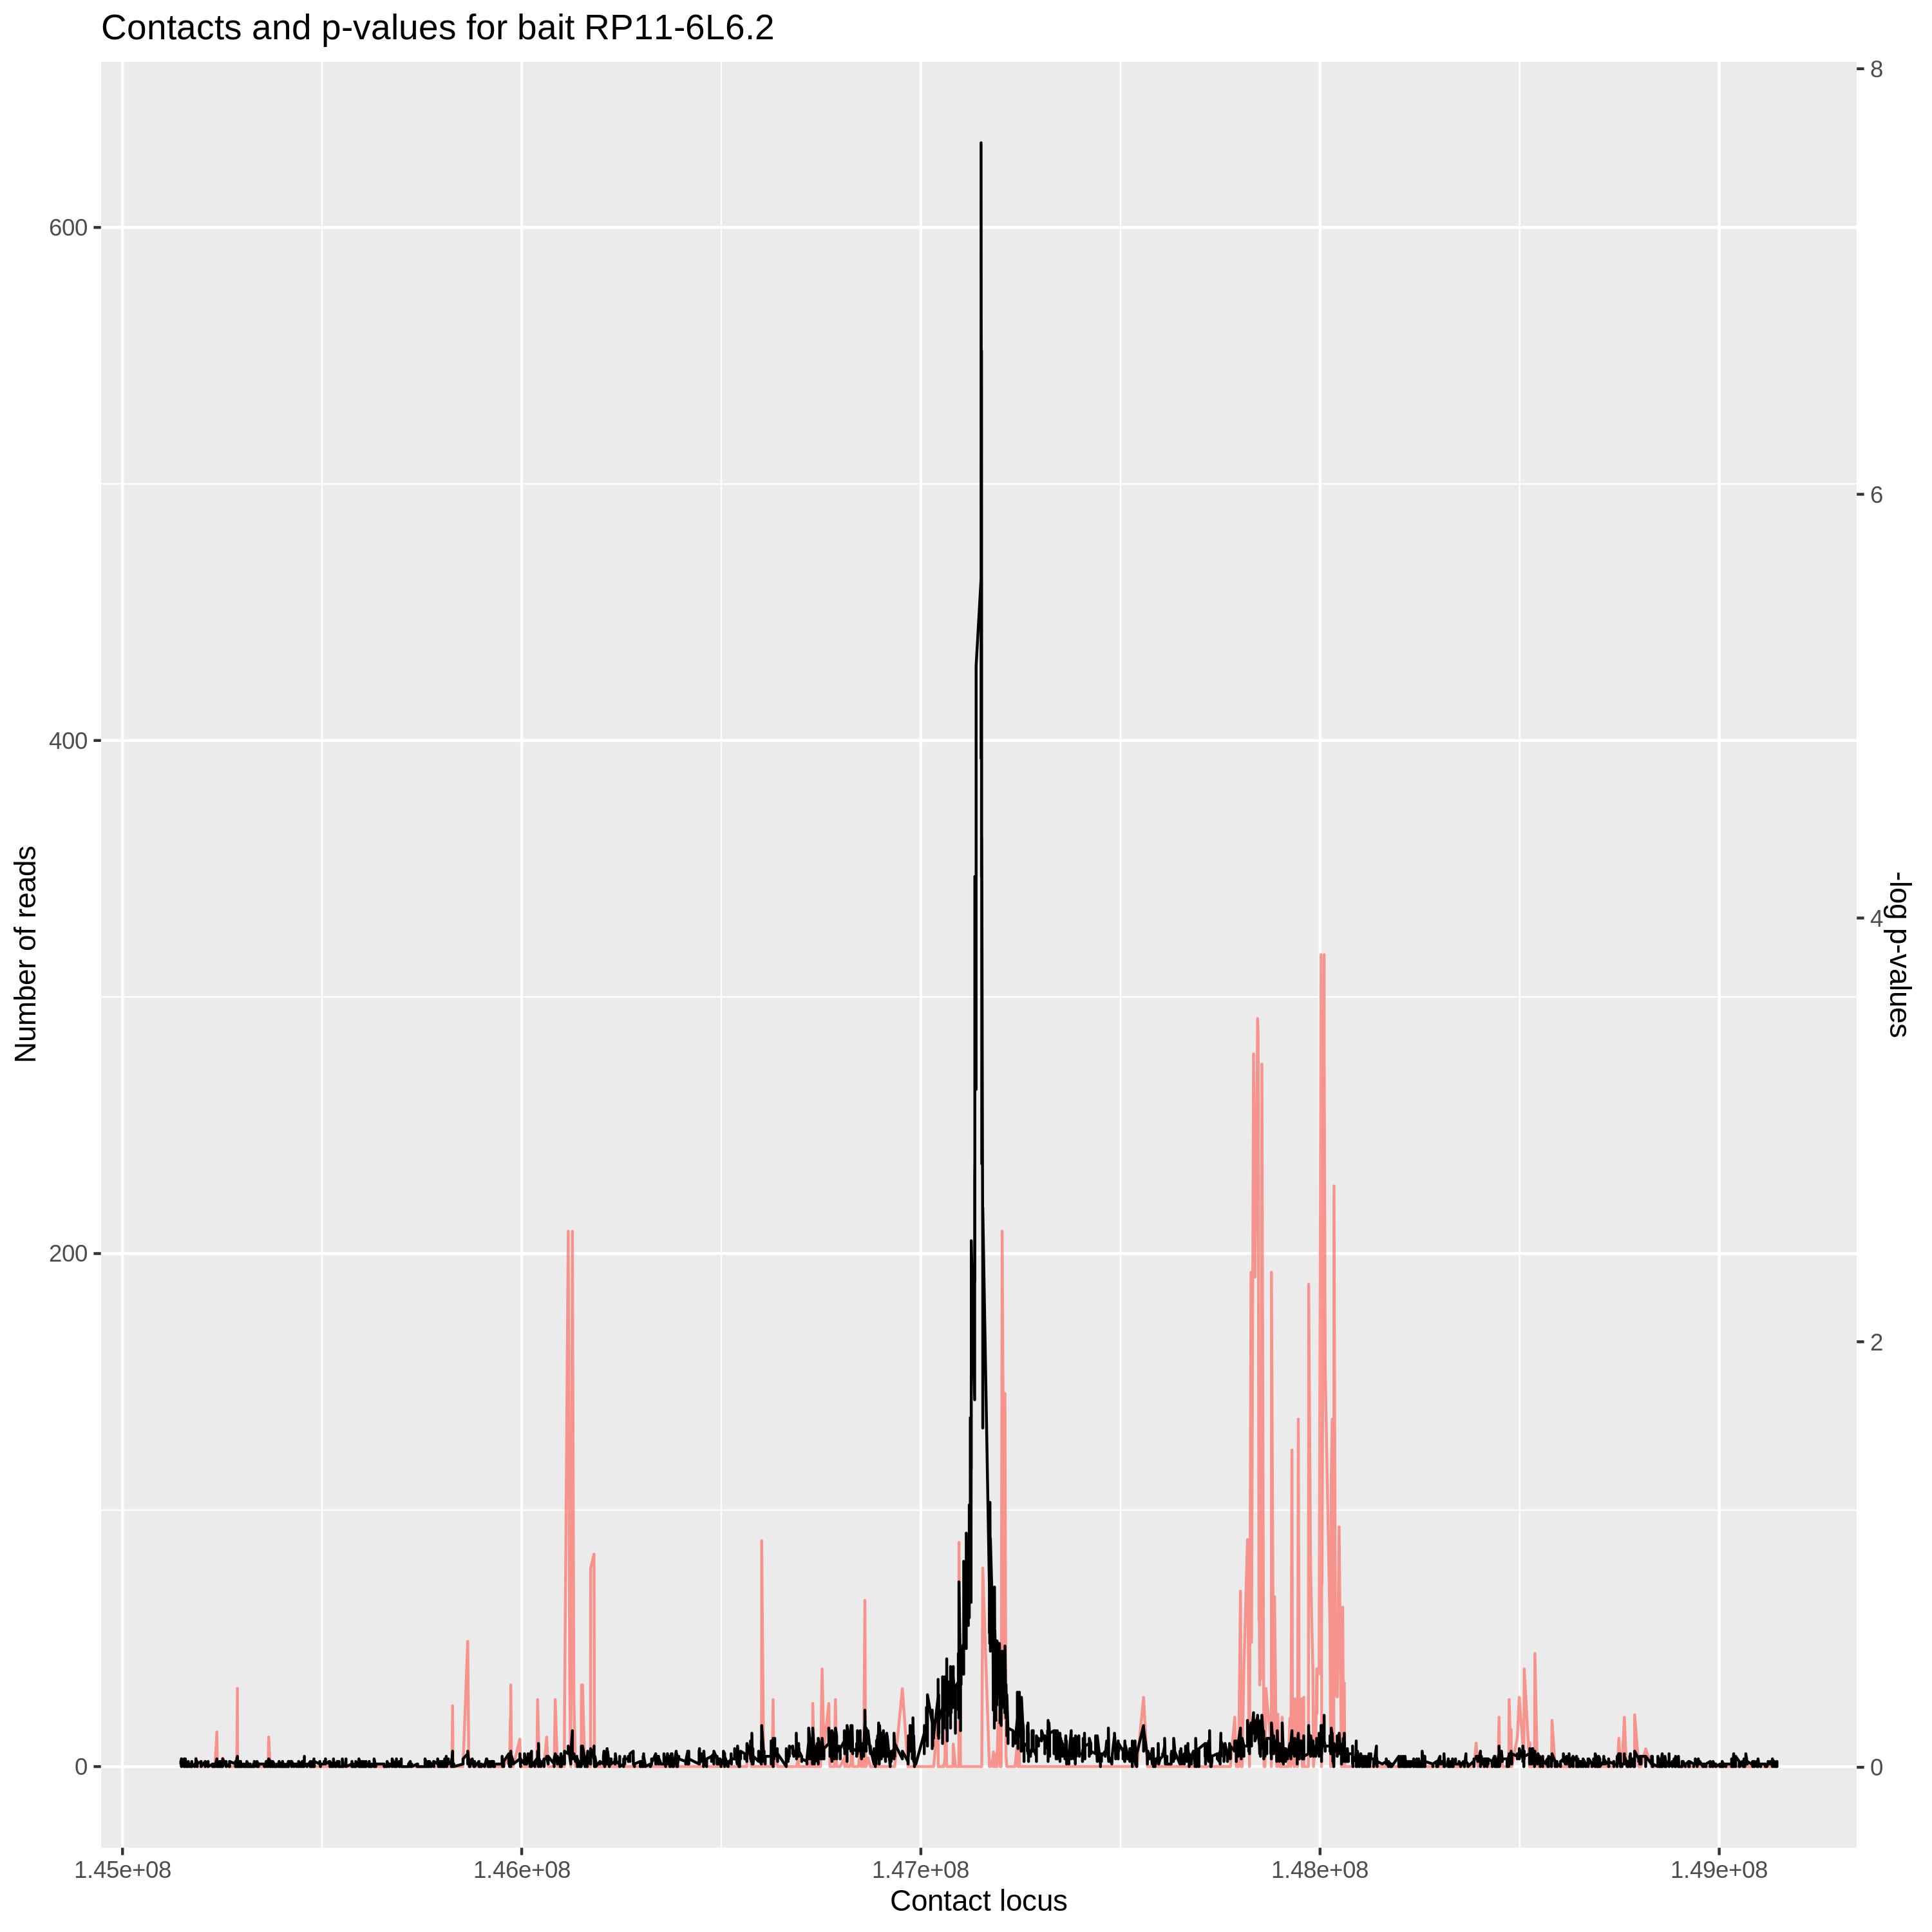 Contacts and p-values for bait RP11-6L6.2
8
600
6
400
4
Number of reads
-log p-values
200
2
0
0
1.45e+08
1.46e+08
1.47e+08
1.48e+08
1.49e+08
Contact locus